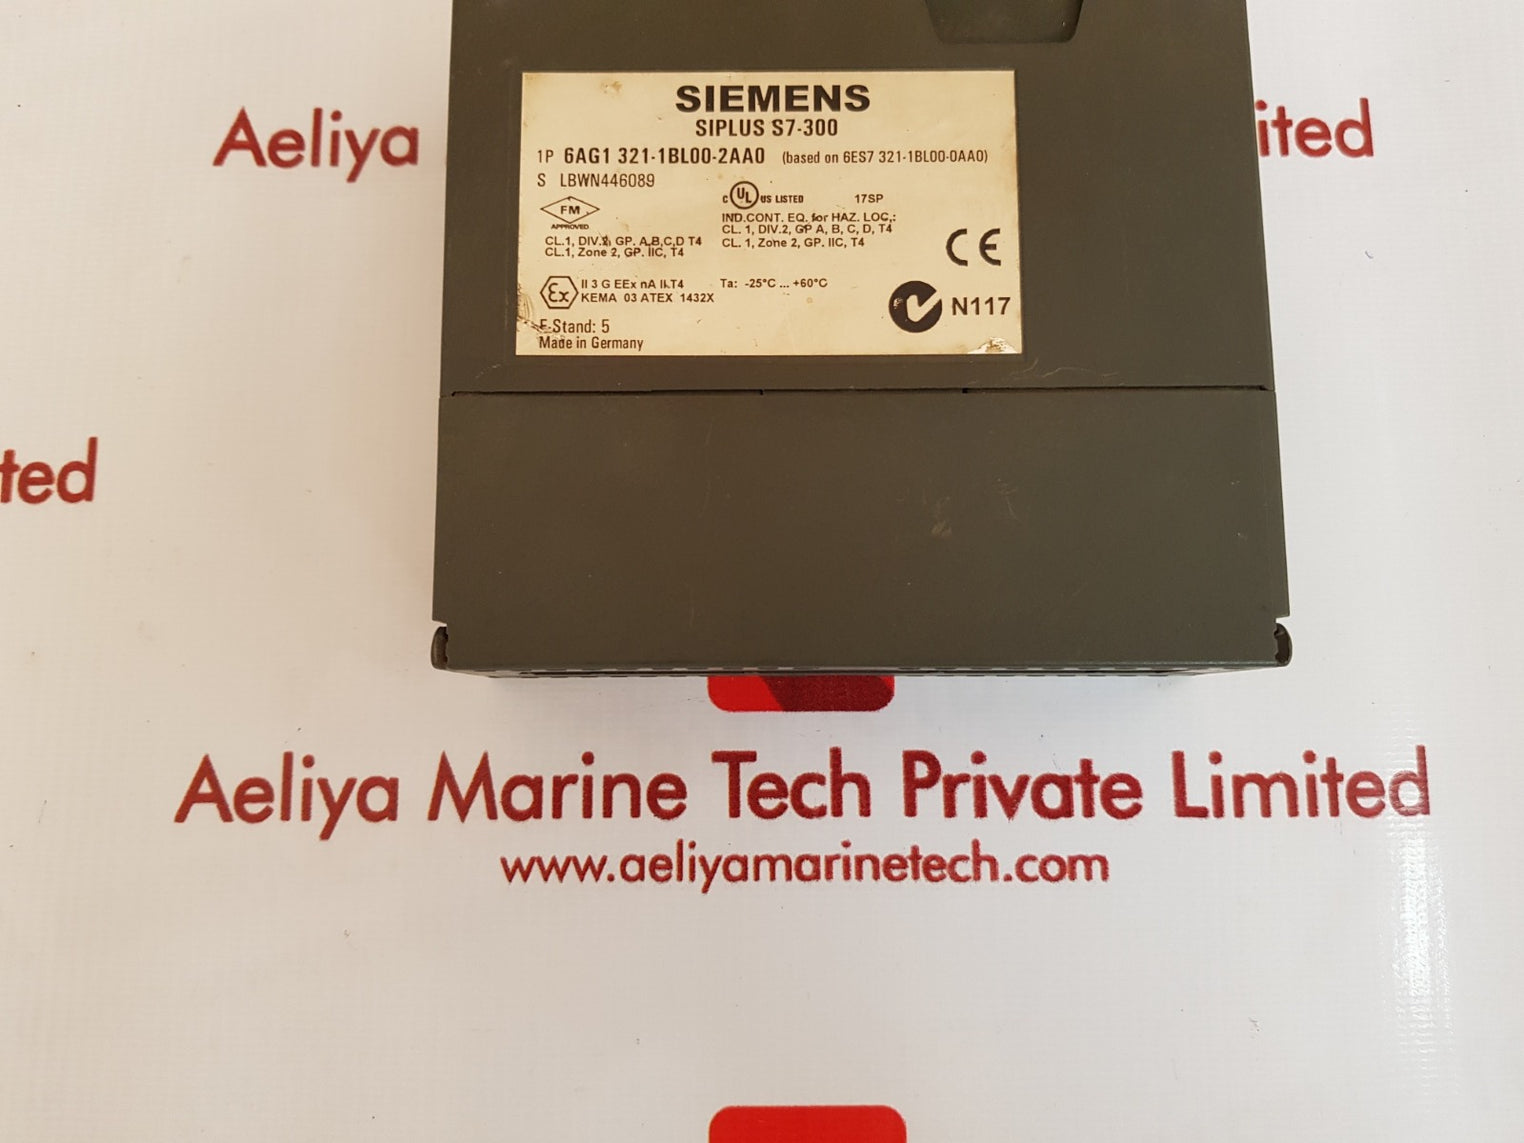 Aeliya
ited
SIEMENS
SIPLUS S7-300
1P 6AG1 321-1BL00-2AA0 (based on 6ES7 321-1BL00-0AA0)
S LBWN446089
FM
APPROVED
CL.1, DIV.2, GP. A,B,C,D T4
CL.1, Zone 2, GP. IIC, T4
C UL US LISTED 17SP
IND.CONT. EQ. for HAZ. LOC.:
CL. 1, DIV.2, GP A, B, C, D, T4
CL. 1, Zone 2, GP. IIC, T4
CE
Ex II 3 G EEx nA II T4 Ta: -25°C ... +60°C
KEMA 03 ATEX 1432X
N117
E-Stand: 5
Made in Germany
ted
Aeliya Marine Tech Private Limited
www.aeliyamarinetech.com